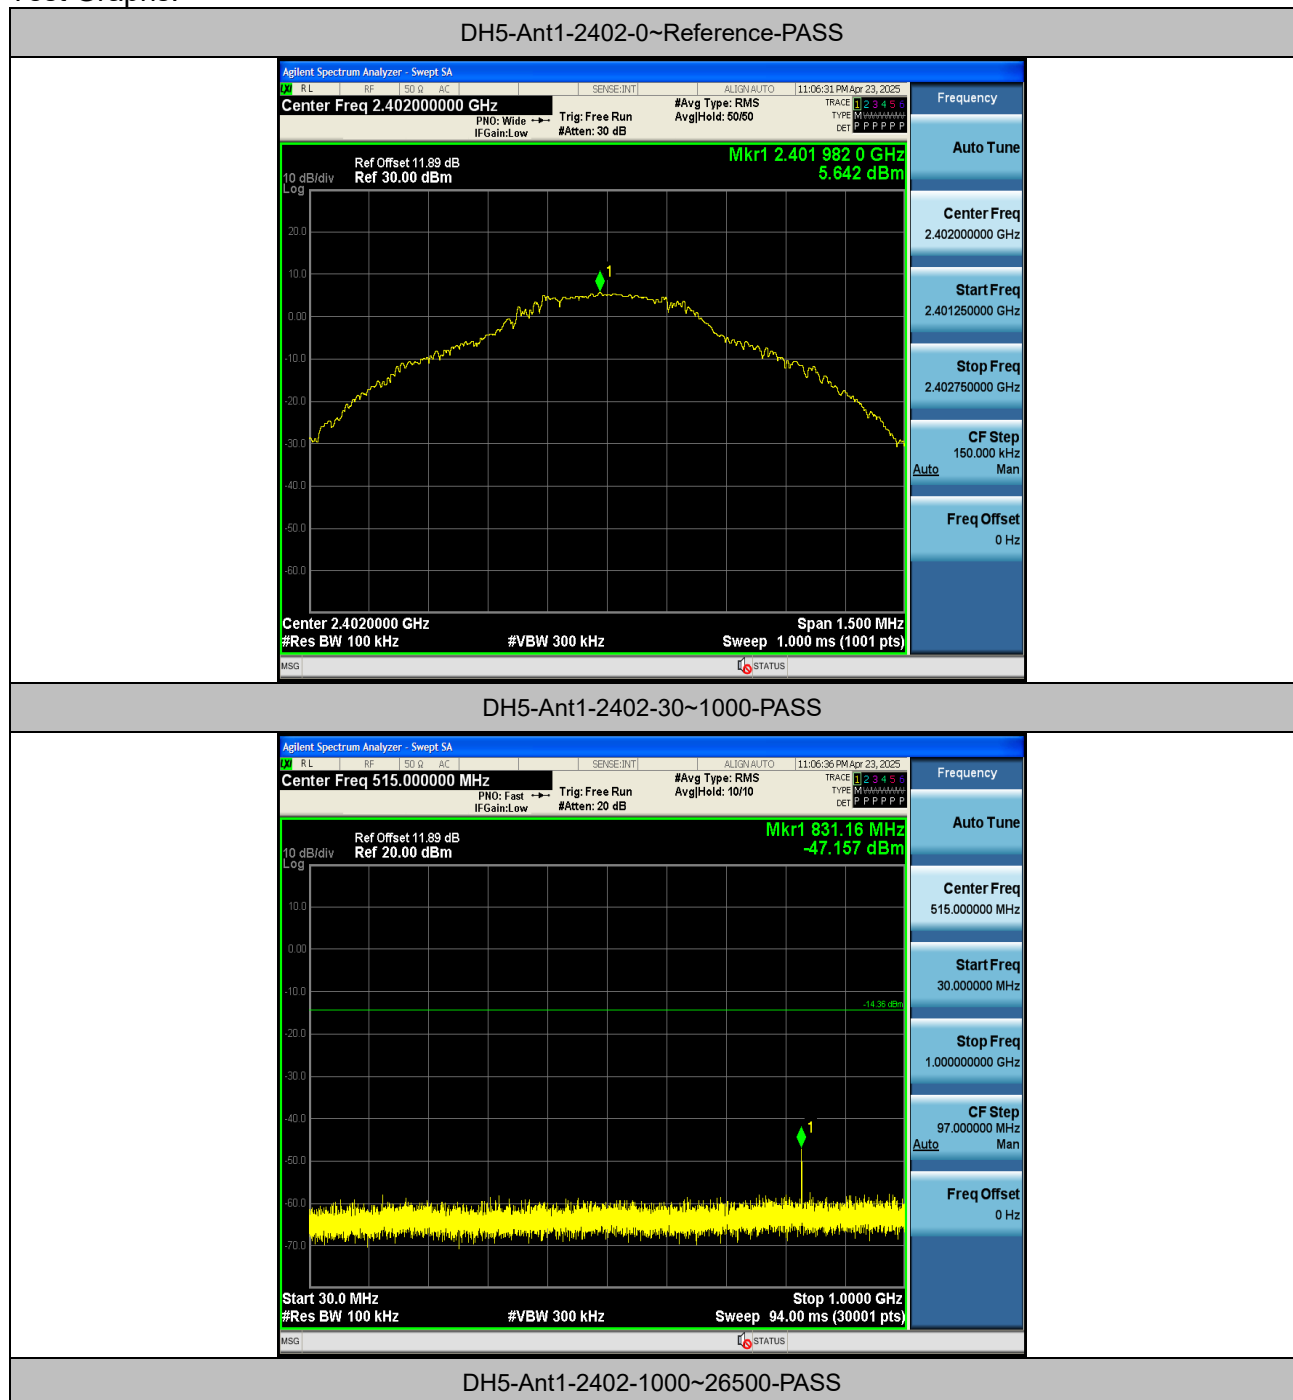 DH5-Ant1-2402-0~Reference-PASS
Agilent Spectrum Analyzer - Swept SA
LXI RL RF 50 Ω AC SENSE:INT ALIGN AUTO 11:06:31 PM Apr 23, 2025
Center Freq 2.402000000 GHz
PNO: Wide
IFGain:Low
Trig: Free Run
#Atten: 30 dB
#Avg Type: RMS
Avg|Hold: 50/50
TRACE 1 2 3 4 5 6
TYPE M
DET P P P P P P
Mkr1 2.401 982 0 GHz
5.642 dBm
Ref Offset 11.89 dB
10 dB/div Ref 30.00 dBm
Log
20.0
10.0
0.00
-10.0
-20.0
-30.0
-40.0
-50.0
-60.0
1
Center 2.4020000 GHz Span 1.500 MHz
#Res BW 100 kHz #VBW 300 kHz Sweep 1.000 ms (1001 pts)
MSG STATUS
Frequency
Auto Tune
Center Freq
2.402000000 GHz
Start Freq
2.401250000 GHz
Stop Freq
2.402750000 GHz
CF Step
150.000 kHz
Auto Man
Freq Offset
0 Hz
DH5-Ant1-2402-30~1000-PASS
Agilent Spectrum Analyzer - Swept SA
LXI RL RF 50 Ω AC SENSE:INT ALIGN AUTO 11:06:36 PM Apr 23, 2025
Center Freq 515.000000 MHz
PNO: Fast
IFGain:Low
Trig: Free Run
#Atten: 20 dB
#Avg Type: RMS
Avg|Hold: 10/10
TRACE 1 2 3 4 5 6
TYPE M
DET P P P P P P
Mkr1 831.16 MHz
-47.157 dBm
Ref Offset 11.89 dB
10 dB/div Ref 20.00 dBm
Log
10.0
0.00
-10.0
-14.36 dBm
-20.0
-30.0
-40.0
-50.0
-60.0
-70.0
1
Start 30.0 MHz Stop 1.0000 GHz
#Res BW 100 kHz #VBW 300 kHz Sweep 94.00 ms (30001 pts)
MSG STATUS
Frequency
Auto Tune
Center Freq
515.000000 MHz
Start Freq
30.000000 MHz
Stop Freq
1.000000000 GHz
CF Step
97.000000 MHz
Auto Man
Freq Offset
0 Hz
DH5-Ant1-2402-1000~26500-PASS